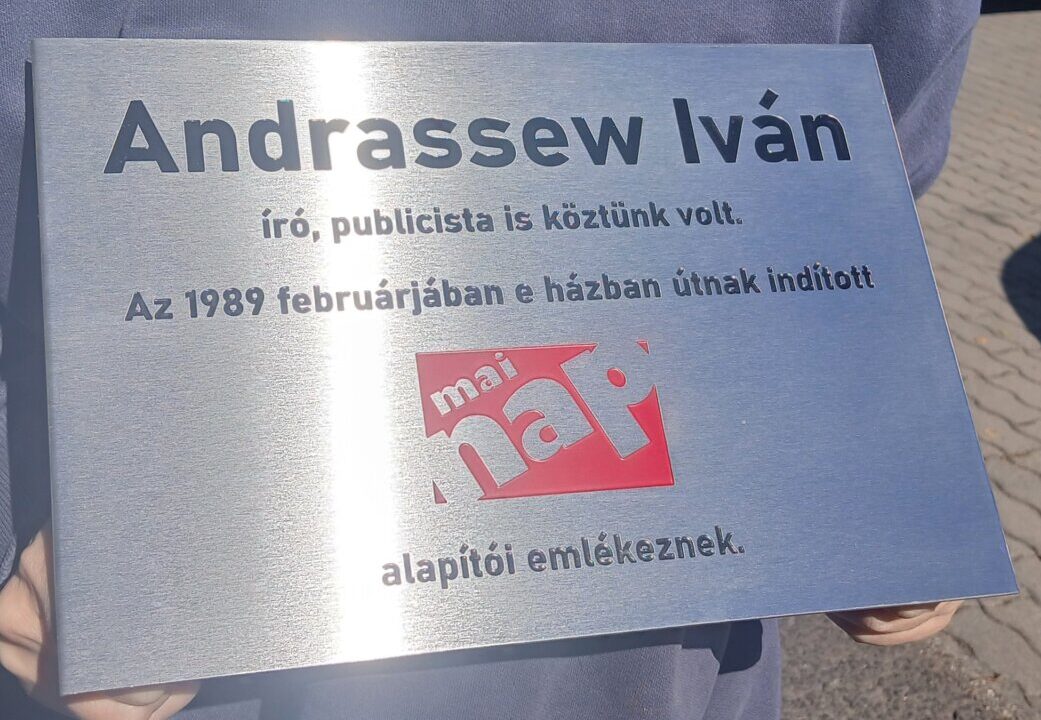 Andrassew Iván
író, publicista is köztünk volt.
Az 1989 februárjában e házban útnak indított
mai
nap
alapítói emlékeznek.